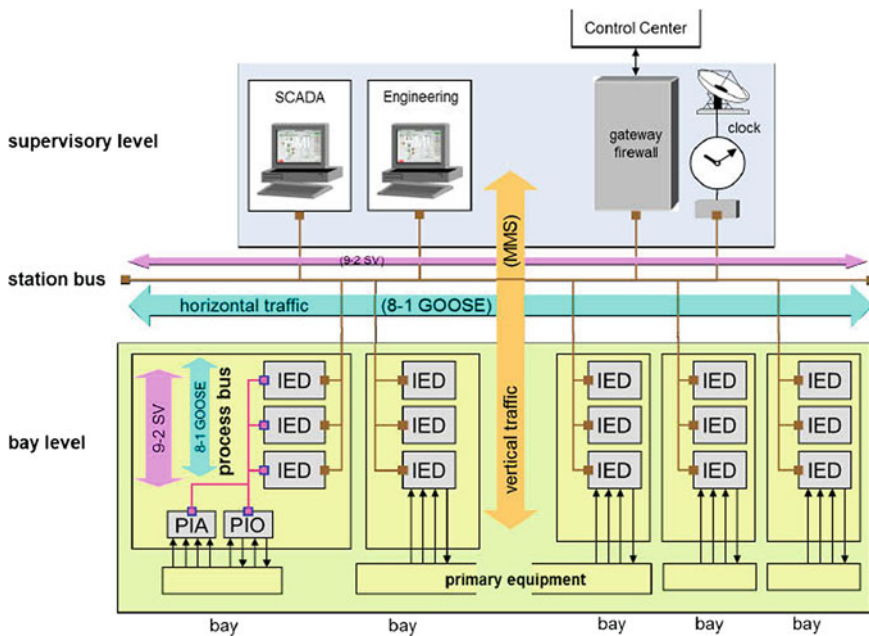 Control Center
SCADA
Engineering
gateway
firewall
clock
supervisory level
(MMS)
(9-2 SV)
station bus
horizontal traffic
(8-1 GOOSE)
9-2 SV
8-1 GOOSE
process bus
vertical traffic
IED
IED
IED
IED
IED
IED
IED
IED
IED
IED
bay level
IED
IED
IED
IED
IED
PIA
PIO
primary equipment
bay
bay
bay
bay
bay